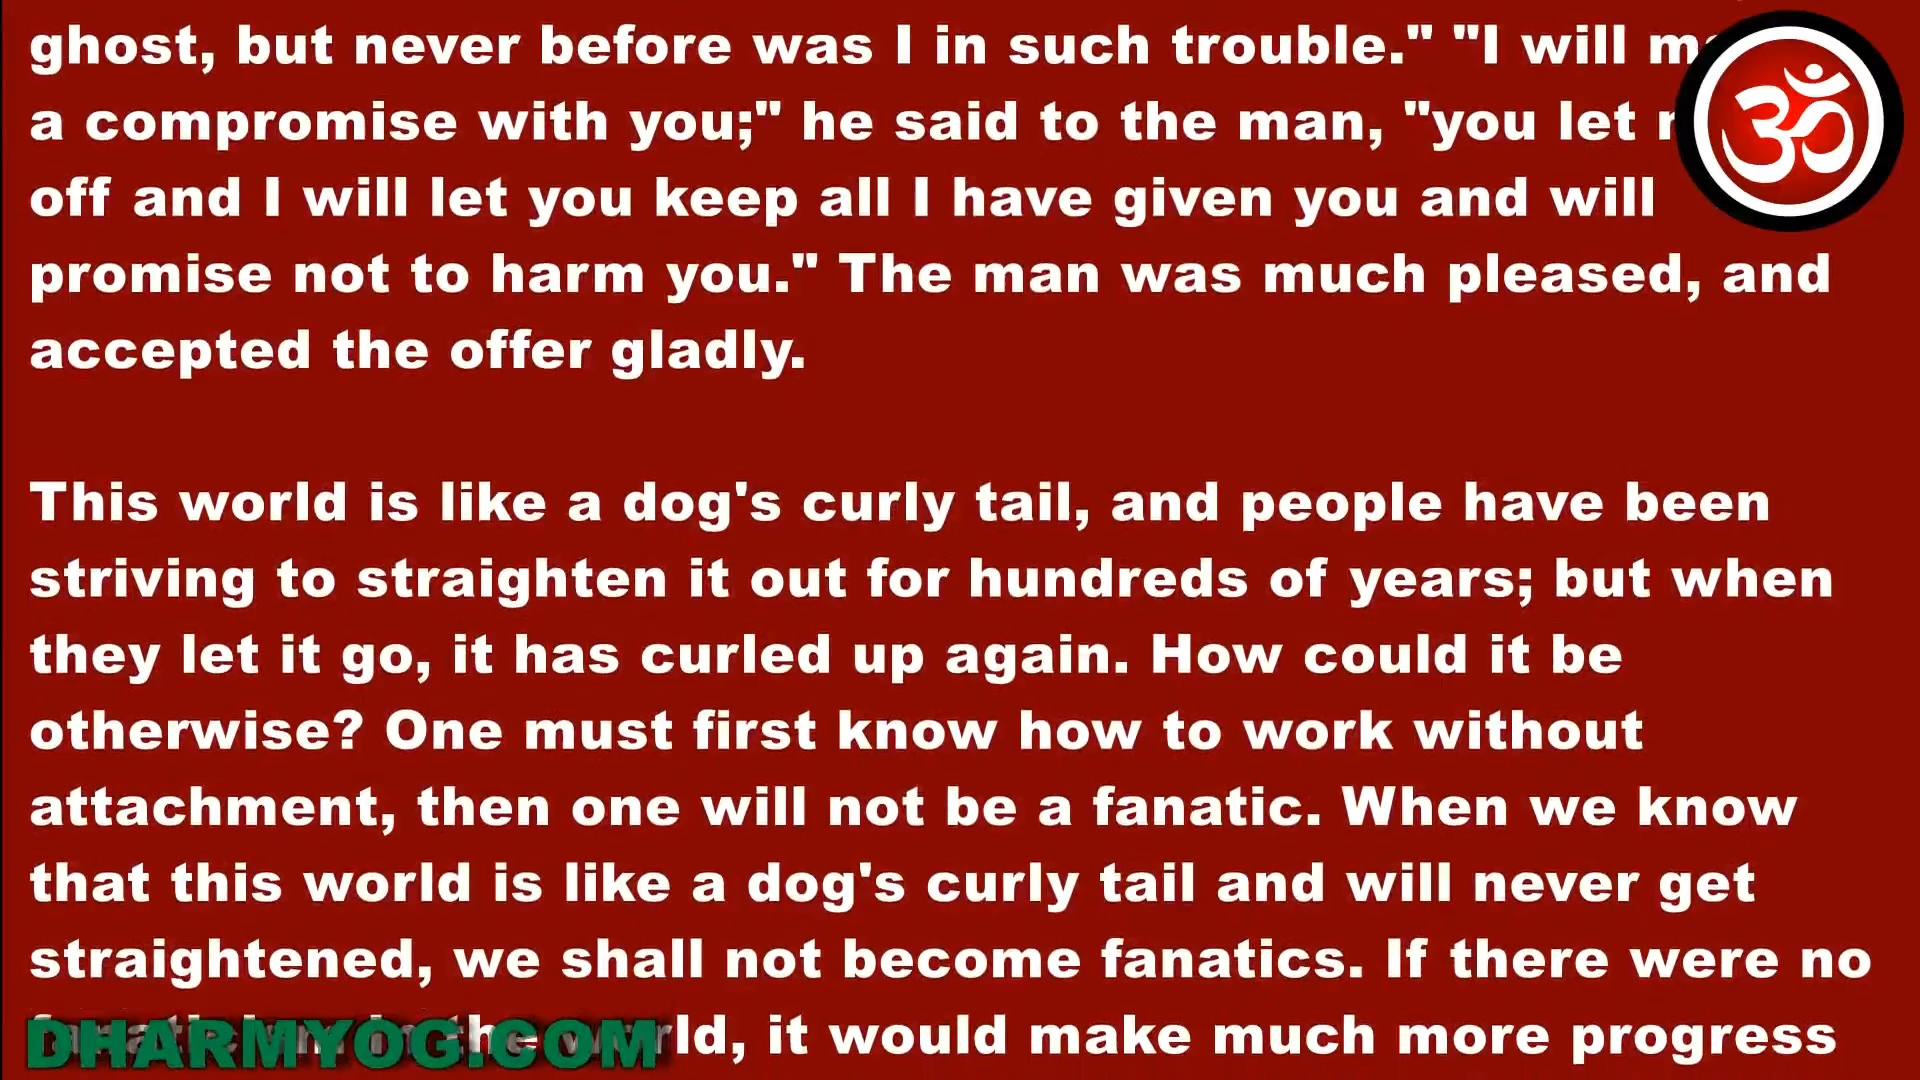 ghost, but never before was I in such trouble." "I will
a compromise with you;" he said to the man, "you let
off and I will let you keep all I have given you and will
promise not to harm you." The man was much pleased, and
accepted the offer gladly.
This world is like a dog's curly tail, and people have been
striving to straighten it out for hundreds of years; but when
they let it go, it has curled up again. How could it be
otherwise? One must first know how to work without
attachment, then one will not be a fanatic. When we know
that this world is like a dog's curly tail and will never get
straightened, we shall not become fanatics. If there were no
the world, it would make much more progress
DHARMYOG.COM
ॐ